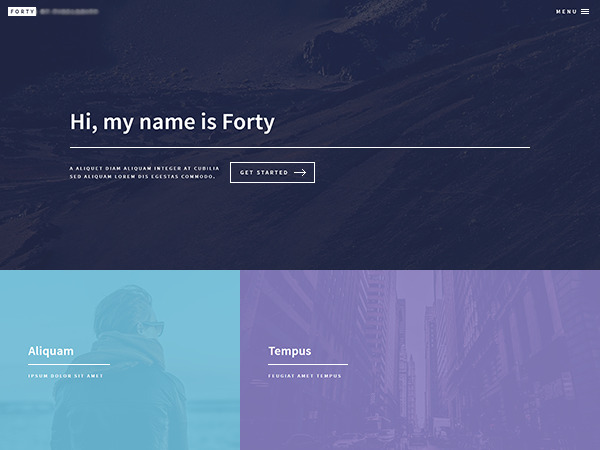 FORTY
MENU
Hi, my name is Forty
A ALIQUET DIAM ALIQUAM INTEGER AT CUBILIA
SED ALIQUAM LOREM DIS EGESTAS COMMODO.
GET STARTED
Aliquam
IPSUM DOLOR SIT AMET
Tempus
FEUGIAT AMET TEMPUS